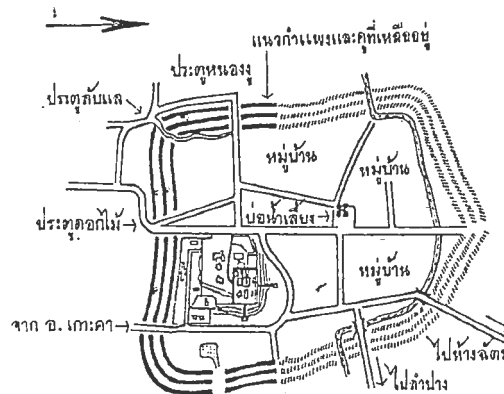 แนวกำแพงและคูที่เหลืออยู่
ประตูหนองงู
ประตูลับแล
หมู่บ้าน
หมู่บ้าน
บ่อน้ำเลี้ยง
ประตูดอกไม้
หมู่บ้าน
จาก อ. เกาะคา
ไปห้างฉัตร
ไปลำปาง